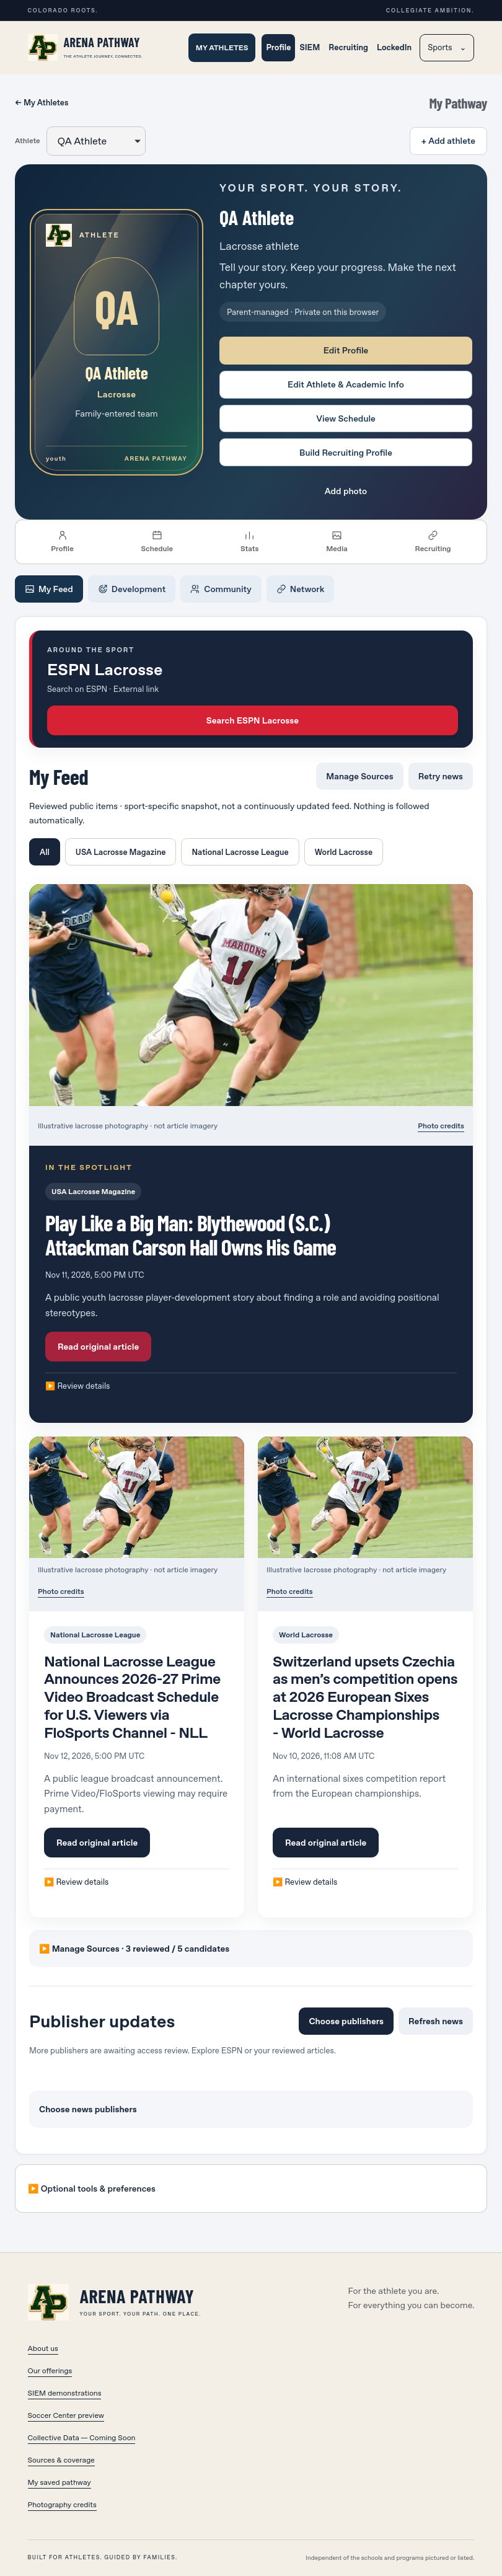 COLORADO ROOTS.
COLLEGIATE AMBITION.
AP
ARENA PATHWAY
THE ATHLETE JOURNEY, CONNECTED.
MY ATHLETES
Profile
SIEM
Recruiting
LockedIn
Sports
← My Athletes
My Pathway
Athlete
QA Athlete
+ Add athlete
AP
ATHLETE
QA
QA Athlete
Lacrosse
Family-entered team
youth
ARENA PATHWAY
YOUR SPORT. YOUR STORY.
QA Athlete
Lacrosse athlete
Tell your story. Keep your progress. Make the next
chapter yours.
Parent-managed · Private on this browser
Edit Profile
Edit Athlete & Academic Info
View Schedule
Build Recruiting Profile
Add photo
Profile
Schedule
Stats
Media
Recruiting
My Feed
Development
Community
Network
AROUND THE SPORT
ESPN Lacrosse
Search on ESPN · External link
Search ESPN Lacrosse
My Feed
Manage Sources
Retry news
Reviewed public items · sport-specific snapshot, not a continuously updated feed. Nothing is followed
automatically.
All
USA Lacrosse Magazine
National Lacrosse League
World Lacrosse
BERRY
MAROONS
11
Illustrative lacrosse photography · not article imagery
Photo credits
IN THE SPOTLIGHT
USA Lacrosse Magazine
Play Like a Big Man: Blythewood (S.C.)
Attackman Carson Hall Owns His Game
Nov 11, 2026, 5:00 PM UTC
A public youth lacrosse player-development story about finding a role and avoiding positional
stereotypes.
Read original article
Review details
MAROONS
11
Illustrative lacrosse photography · not article imagery
Photo credits
National Lacrosse League
National Lacrosse League
Announces 2026-27 Prime
Video Broadcast Schedule
for U.S. Viewers via
FloSports Channel - NLL
Nov 12, 2026, 5:00 PM UTC
A public league broadcast announcement.
Prime Video/FloSports viewing may require
payment.
Read original article
Review details
MAROONS
11
Illustrative lacrosse photography · not article imagery
Photo credits
World Lacrosse
Switzerland upsets Czechia
as men's competition opens
at 2026 European Sixes
Lacrosse Championships
- World Lacrosse
Nov 10, 2026, 11:08 AM UTC
An international sixes competition report
from the European championships.
Read original article
Review details
Manage Sources · 3 reviewed / 5 candidates
Publisher updates
Choose publishers
Refresh news
More publishers are awaiting access review. Explore ESPN or your reviewed articles.
Choose news publishers
Optional tools & preferences
AP
ARENA PATHWAY
YOUR SPORT. YOUR PATH. ONE PLACE.
For the athlete you are.
For everything you can become.
About us
Our offerings
SIEM demonstrations
Soccer Center preview
Collective Data — Coming Soon
Sources & coverage
My saved pathway
Photography credits
BUILT FOR ATHLETES. GUIDED BY FAMILIES.
Independent of the schools and programs pictured or listed.